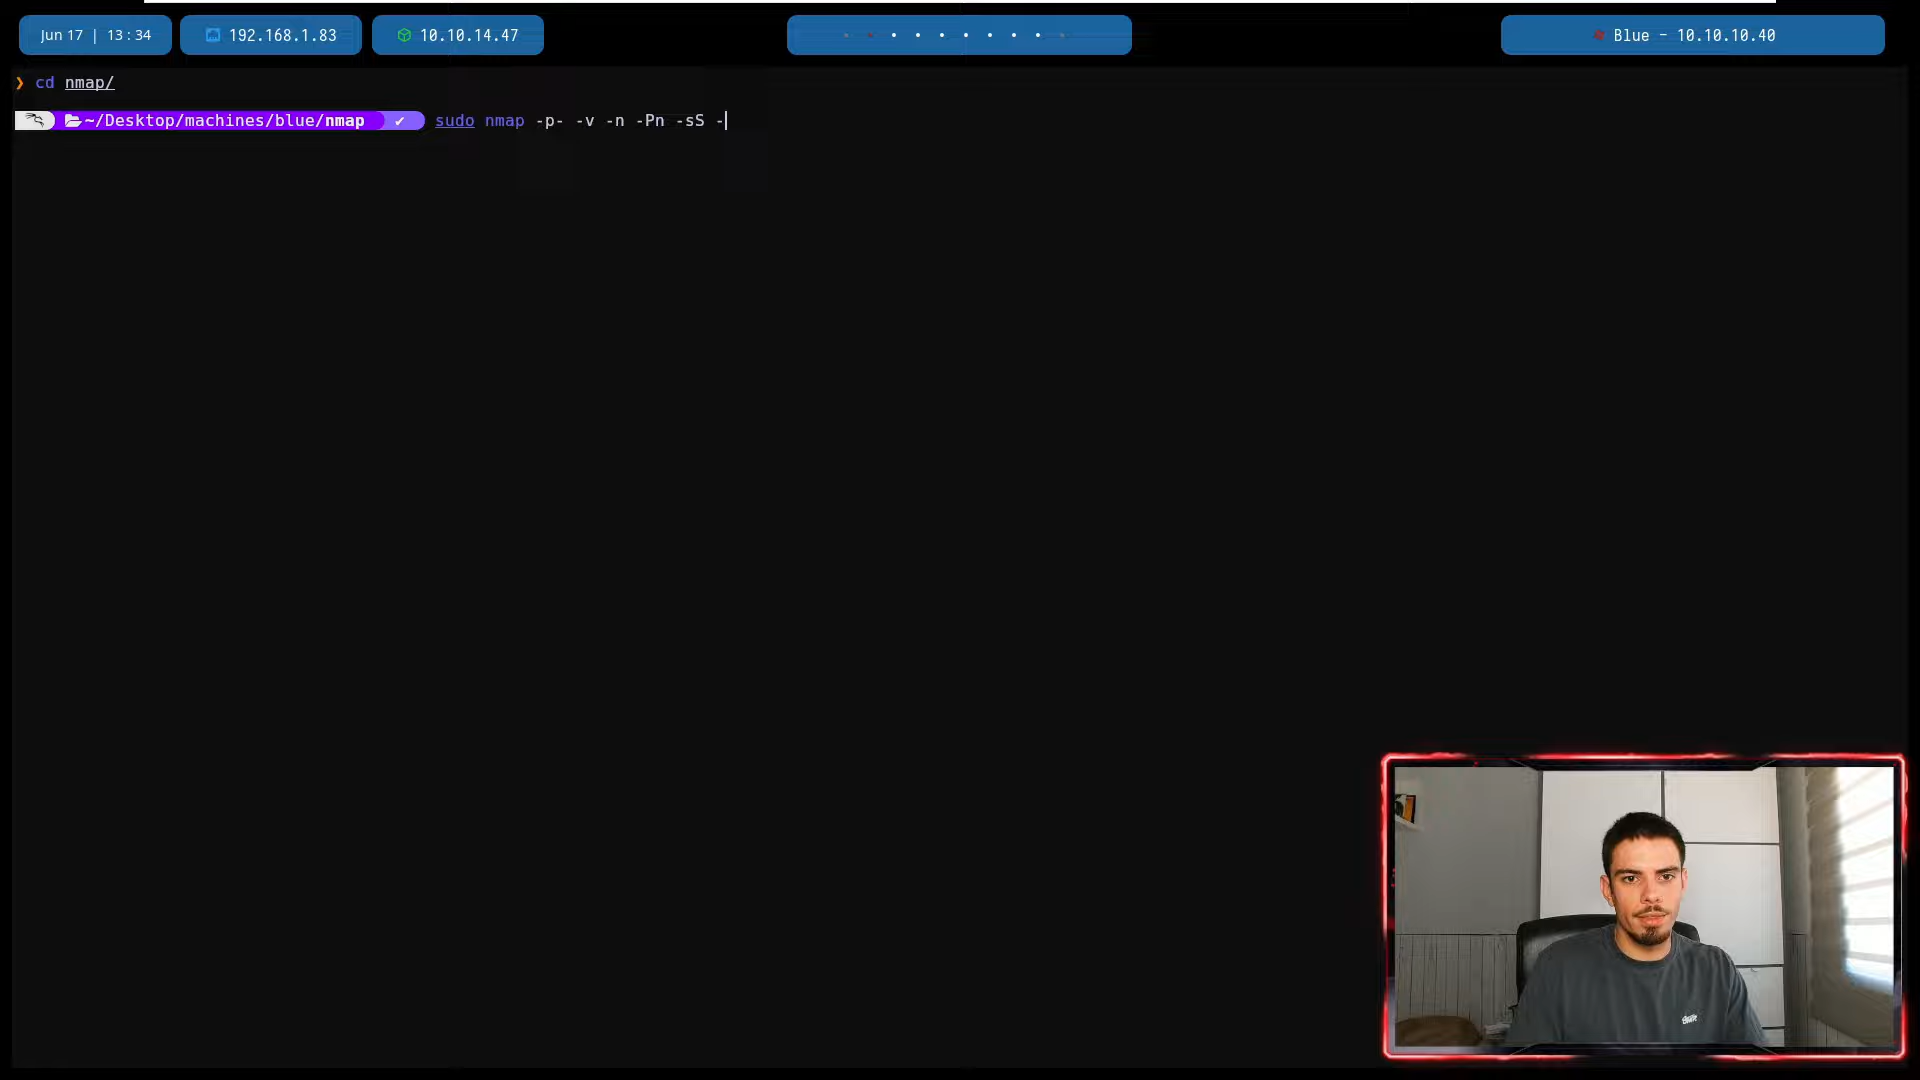 Jun 17 | 13:34 192.168.1.83 10.10.14.47 Blue - 10.10.10.40
❯ cd nmap/
~/Desktop/machines/blue/nmap ✔ sudo nmap -p- -v -n -Pn -sS -